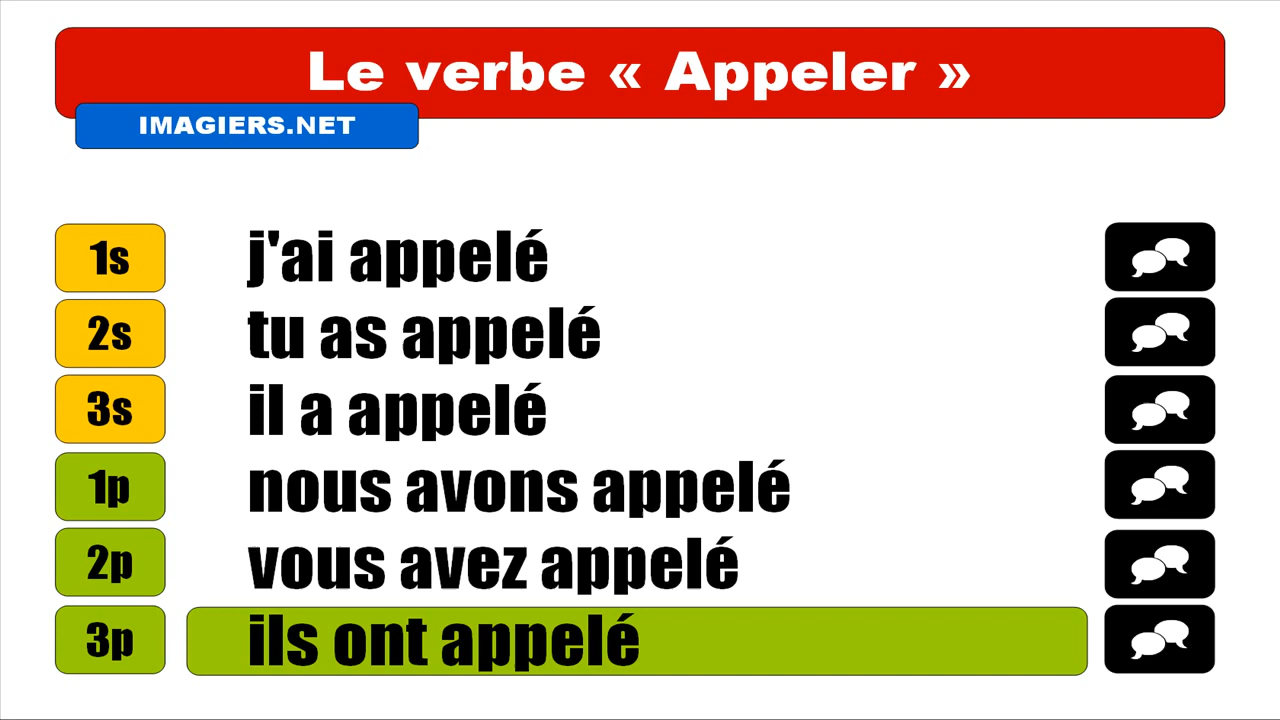 Le verbe « Appeler »
IMAGIERS.NET
1s j'ai appelé
2s tu as appelé
3s il a appelé
1p nous avons appelé
2p vous avez appelé
3p ils ont appelé